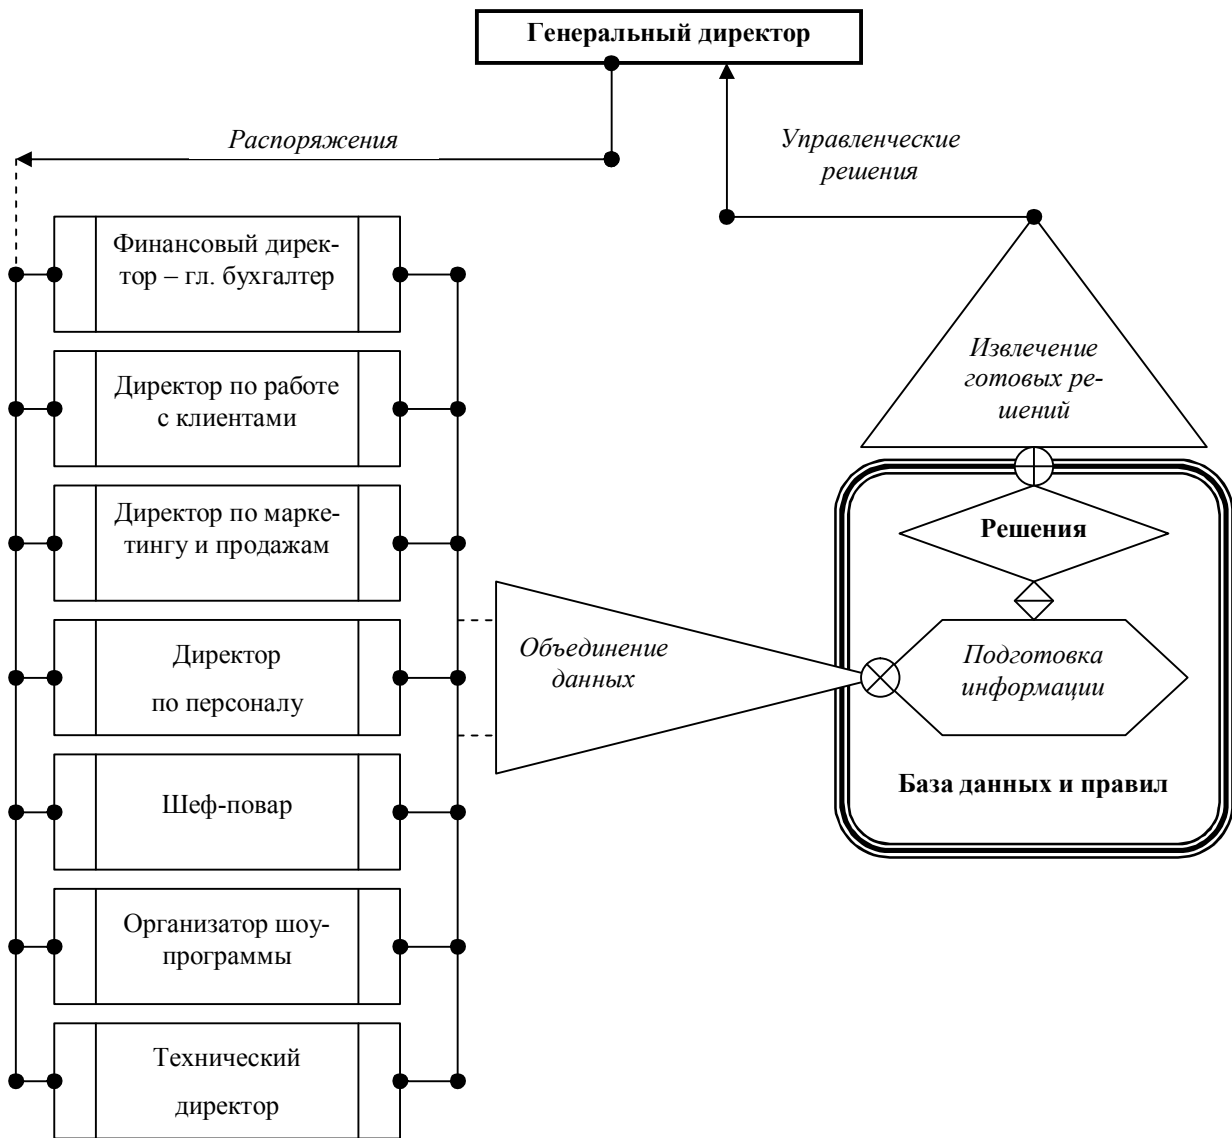 Генеральный директор
Распоряжения
Управленческие
решения
Финансовый дирек-
тор – гл. бухгалтер
Директор по работе
с клиентами
Директор по марке-
тингу и продажам
Директор
по персоналу
Шеф-повар
Организатор шоу-
программы
Технический
директор
Объединение
данных
Извлечение
готовых ре-
шений
Решения
Подготовка
информации
База данных и правил